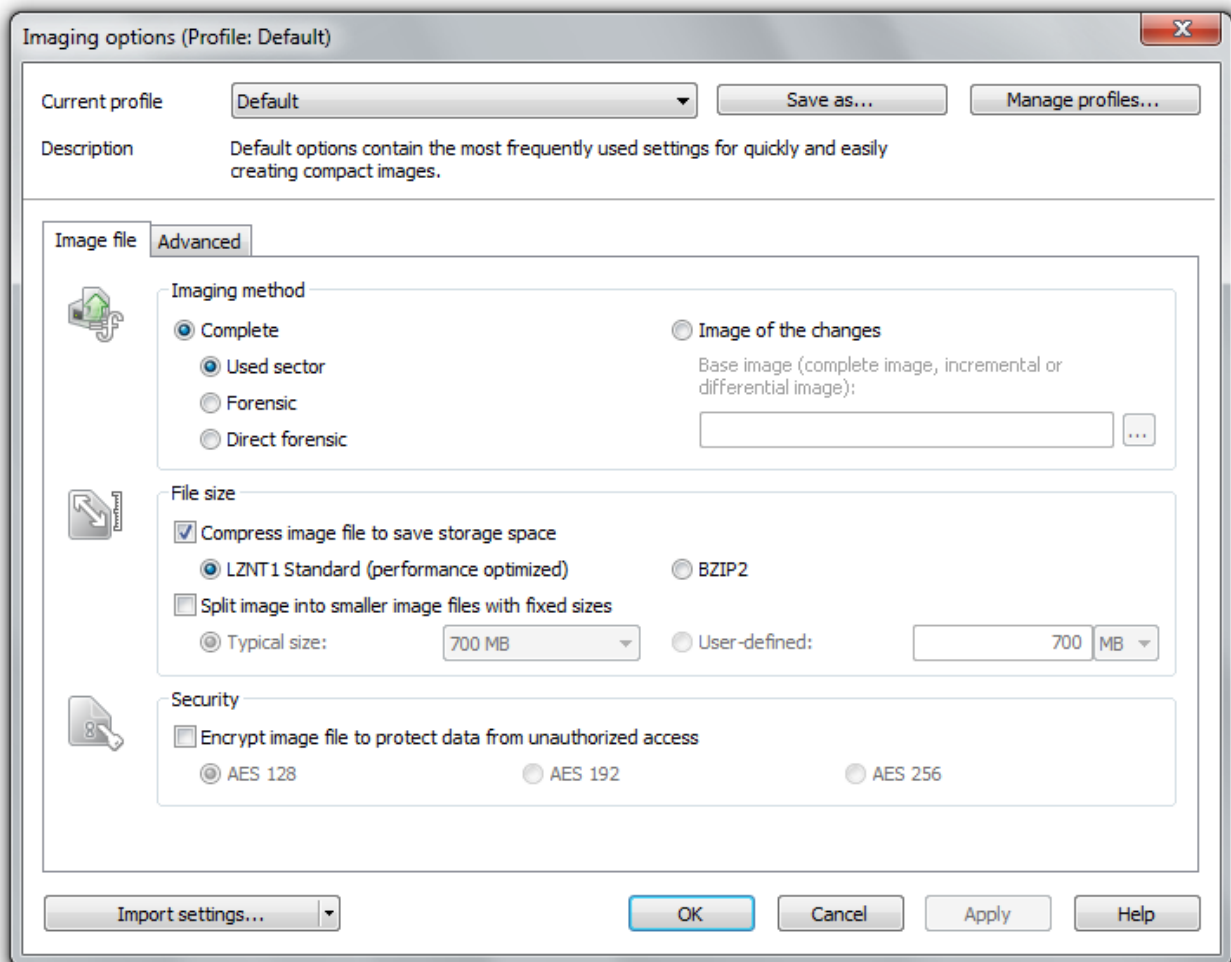 Imaging options (Profile: Default)
Current profile Default Save as... Manage profiles...
Description Default options contain the most frequently used settings for quickly and easily
creating compact images.
Image file Advanced
Imaging method
Complete Image of the changes
Used sector Base image (complete image, incremental or
differential image):
Forensic
Direct forensic ...
File size
Compress image file to save storage space
LZNT1 Standard (performance optimized) BZIP2
Split image into smaller image files with fixed sizes
Typical size: 700 MB User-defined: 700 MB
Security
Encrypt image file to protect data from unauthorized access
AES 128 AES 192 AES 256
Import settings... OK Cancel Apply Help